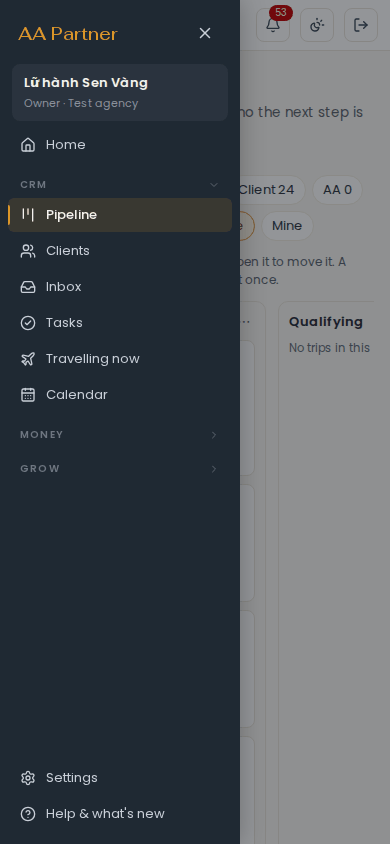 AA Partner
53
Lữ hành Sen Vàng
Owner · Test agency
no the next step is
Home
CRM
Client 24
AA 0
Pipeline
Mine
Clients
pen it to move it. A
t once.
Inbox
Tasks
Qualifying
No trips in this
Travelling now
Calendar
MONEY
GROW
Settings
Help & what's new